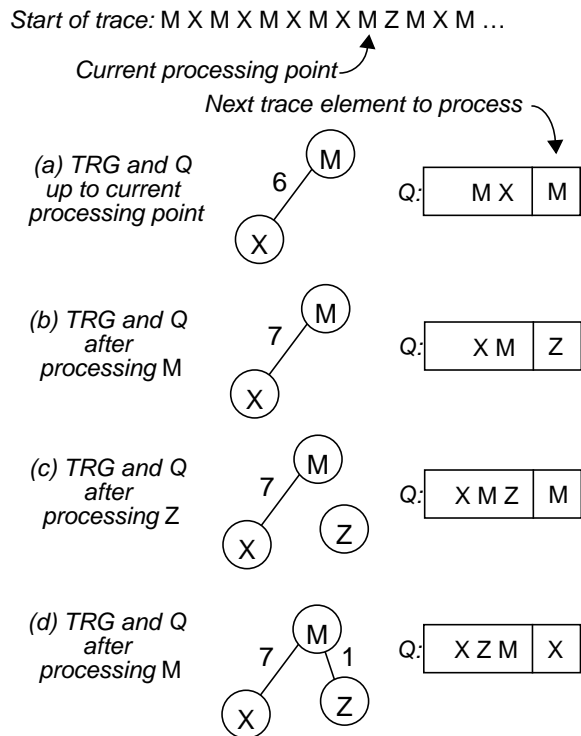 Start of trace: M X M X M X M X M Z M X M ...
Current processing point
Next trace element to process
(a) TRG and Q
up to current
processing point
M
6
X
Q: M X M
(b) TRG and Q
after
processing M
M
7
X
Q: X M Z
(c) TRG and Q
after
processing Z
M
7
X
Z
Q: X M Z M
(d) TRG and Q
after
processing M
M
7 1
X
Z
Q: X Z M X